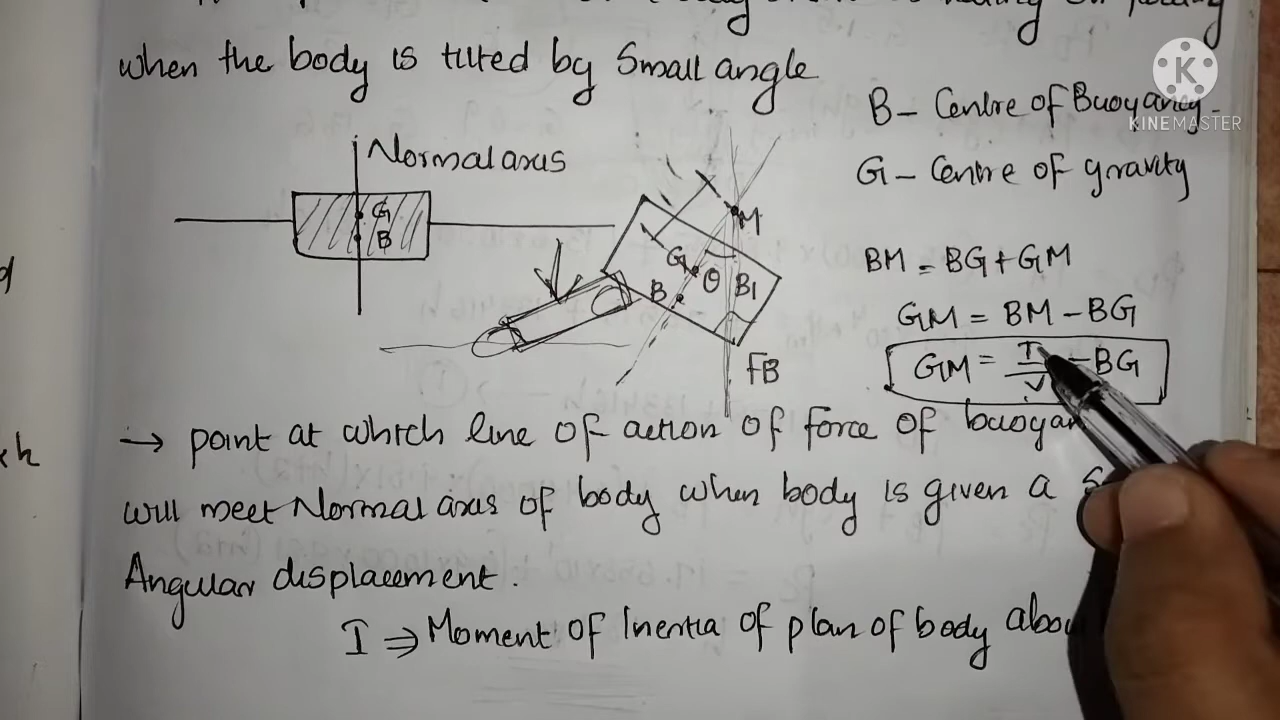 when the body is tilted by Small angle
B - Centre of Buoyancy
K
KINEMASTER
Normal axis
G - Centre of gravity
G
B
M
G
B
θ
B1
FB
BM = BG + GM
GM = BM - BG
GM = I/V - BG
→ point at which line of action of force of buoyan
will meet Normal axis of body when body is given a S
Angular displacement.
I ⇒ Moment of Inertia of plan of body abou